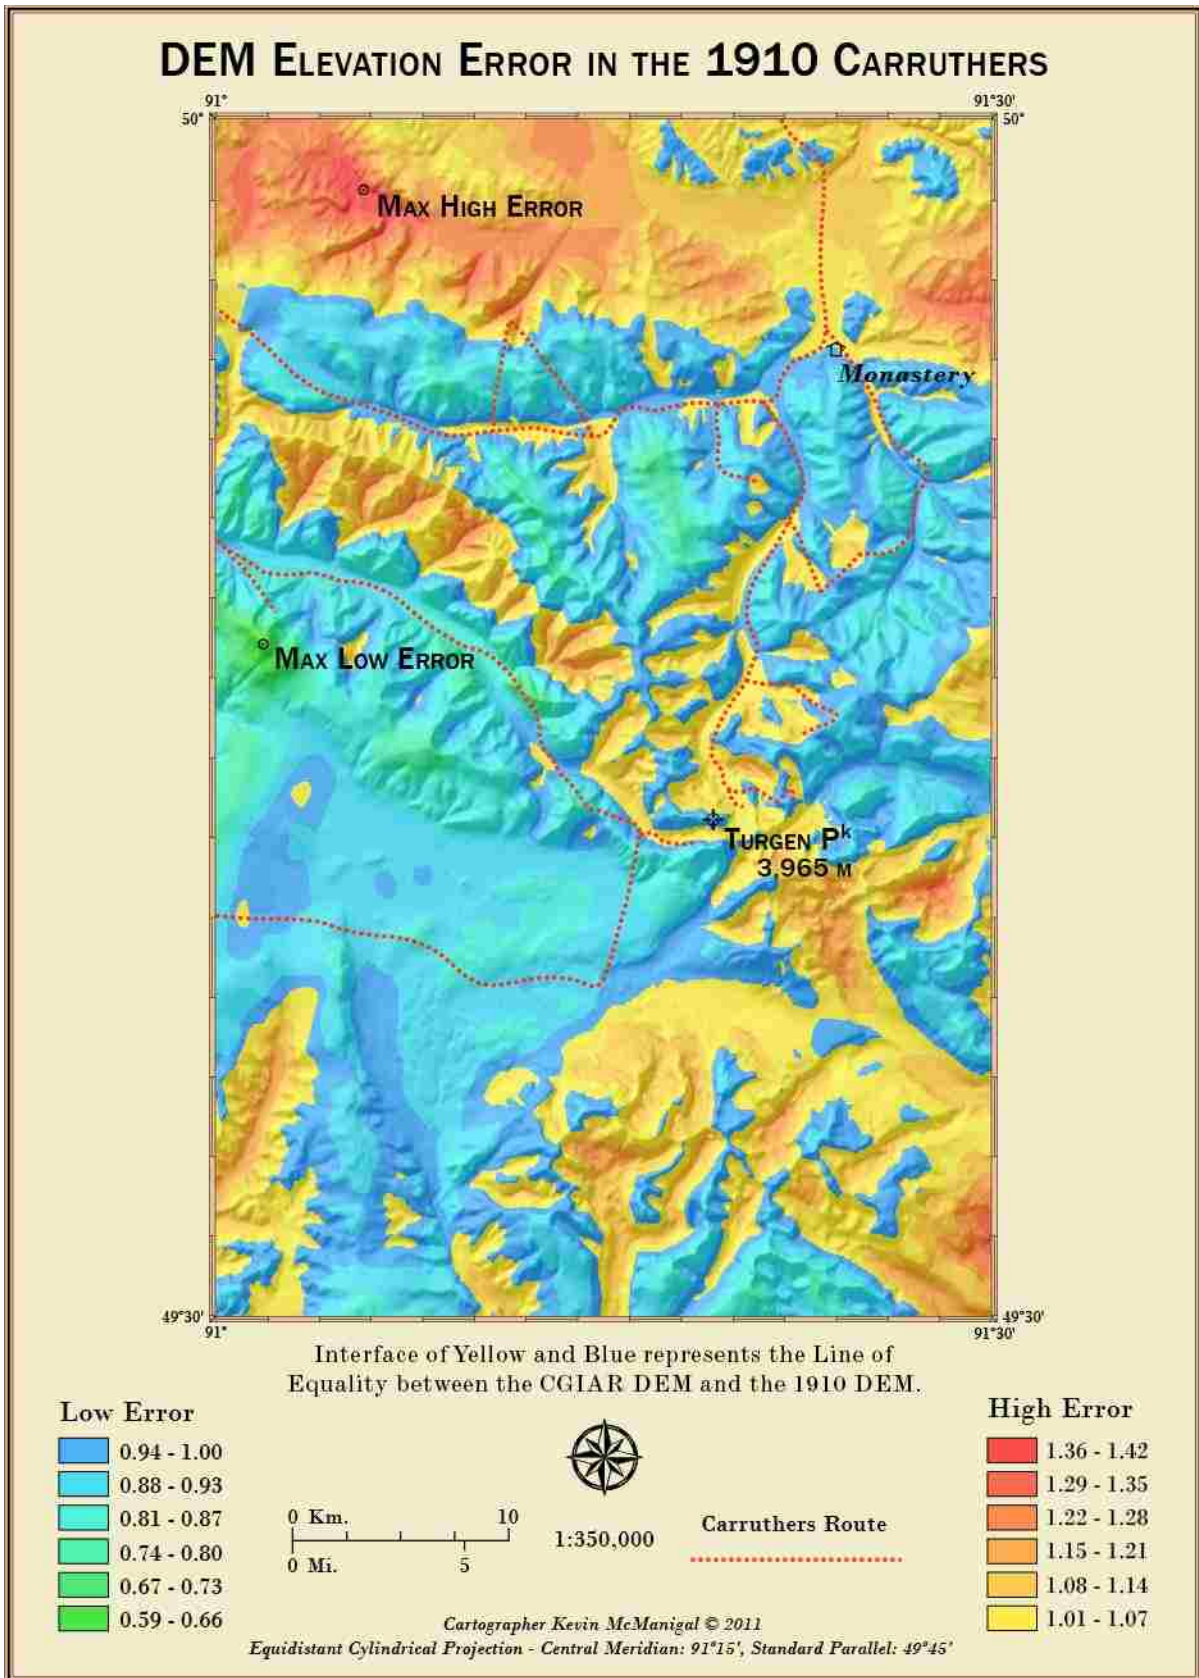 DEM Elevation Error in the 1910 Carruthers
91° 91°30'
50° 50°
Max High Error
Monastery
Max Low Error
Turgen Pk
3,965 m
49°30' 49°30'
91° 91°30'
Interface of Yellow and Blue represents the Line of
Equality between the CGIAR DEM and the 1910 DEM.
Low Error
0.94 - 1.00
0.88 - 0.93
0.81 - 0.87
0.74 - 0.80
0.67 - 0.73
0.59 - 0.66
0 Km. 10
0 Mi. 5
1:350,000
Carruthers Route
High Error
1.36 - 1.42
1.29 - 1.35
1.22 - 1.28
1.15 - 1.21
1.08 - 1.14
1.01 - 1.07
Cartographer Kevin McManigal © 2011
Equidistant Cylindrical Projection - Central Meridian: 91°15', Standard Parallel: 49°45'